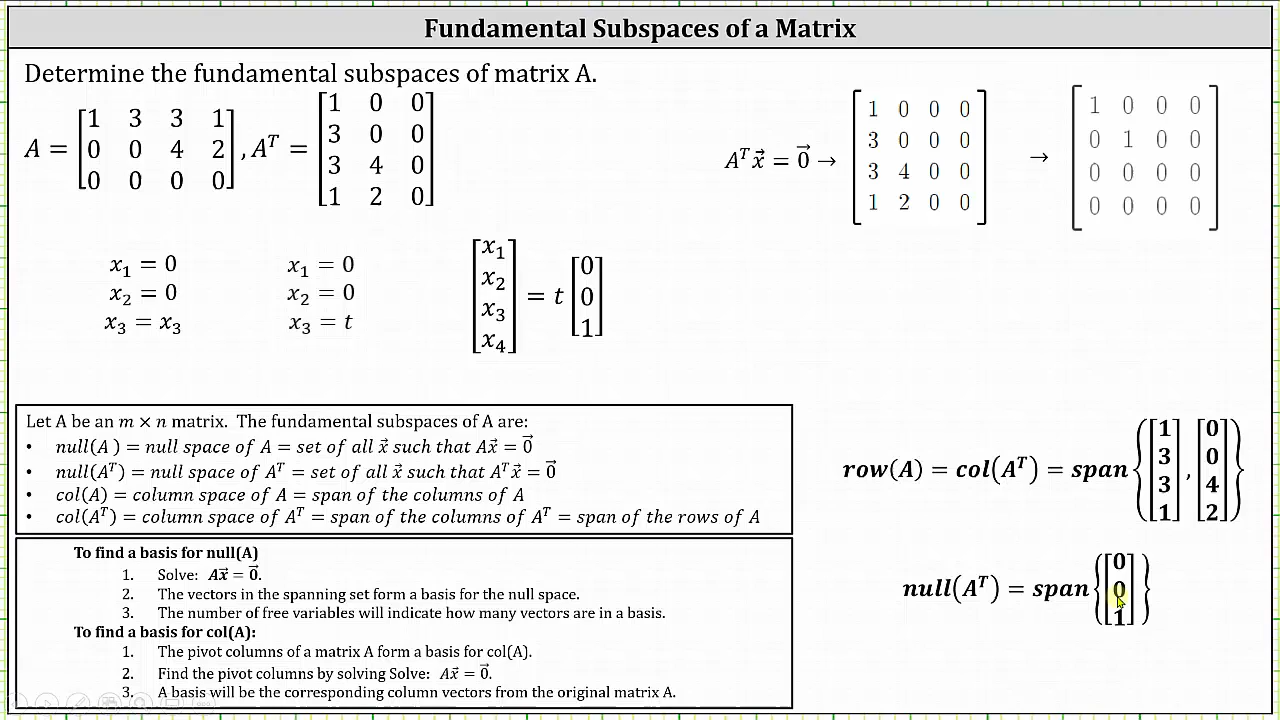 Fundamental Subspaces of a Matrix
Determine the fundamental subspaces of matrix A.
A = [1 3 3 1; 0 0 4 2; 0 0 0 0], Aᵀ = [1 0 0; 3 0 0; 3 4 0; 1 2 0]
Aᵀx⃗ = 0⃗ → [1 0 0 0; 3 0 0 0; 3 4 0 0; 1 2 0 0] → [1 0 0 0; 0 1 0 0; 0 0 0 0; 0 0 0 0]
x₁ = 0
x₂ = 0
x₃ = x₃
x₁ = 0
x₂ = 0
x₃ = t
[x₁; x₂; x₃; x₄] = t [0; 0; 1]
Let A be an m × n matrix. The fundamental subspaces of A are:
• null(A ) = null space of A = set of all x⃗ such that Ax⃗ = 0⃗
• null(Aᵀ) = null space of Aᵀ = set of all x⃗ such that Aᵀx⃗ = 0⃗
• col(A) = column space of A = span of the columns of A
• col(Aᵀ) = column space of Aᵀ = span of the columns of Aᵀ = span of the rows of A
To find a basis for null(A)
1. Solve: Ax⃗ = 0⃗.
2. The vectors in the spanning set form a basis for the null space.
3. The number of free variables will indicate how many vectors are in a basis.
To find a basis for col(A):
1. The pivot columns of a matrix A form a basis for col(A).
2. Find the pivot columns by solving Solve: Ax⃗ = 0⃗.
3. A basis will be the corresponding column vectors from the original matrix A.
row(A) = col(Aᵀ) = span{[1; 3; 3; 1], [0; 0; 4; 2]}
null(Aᵀ) = span{[0; 0; 1]}